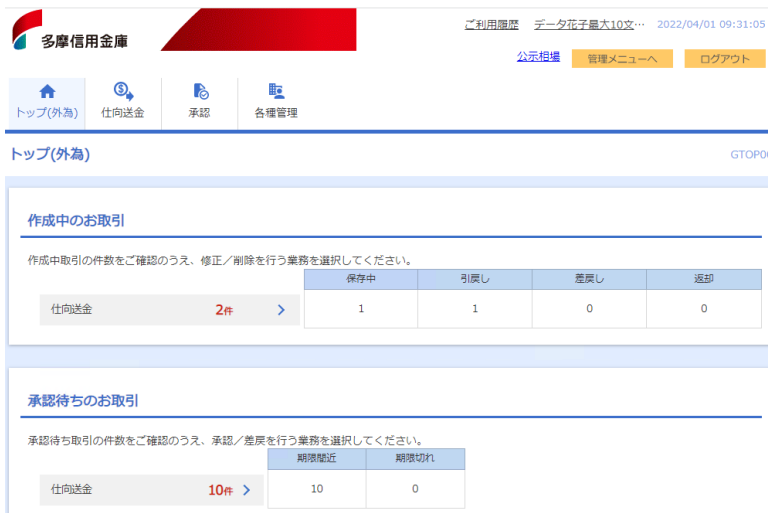 多摩信用金庫
ご利用履歴 データ花子最大10文… 2022/04/01 09:31:05
公示相場 管理メニューへ ログアウト
トップ(外為) 仕向送金 承認 各種管理
トップ(外為) GTOP00
作成中のお取引
作成中取引の件数をご確認のうえ、修正／削除を行う業務を選択してください。
保存中 引戻し 差戻し 返却
仕向送金 2件 1 1 0 0
承認待ちのお取引
承認待ち取引の件数をご確認のうえ、承認／差戻を行う業務を選択してください。
期限間近 期限切れ
仕向送金 10件 10 0